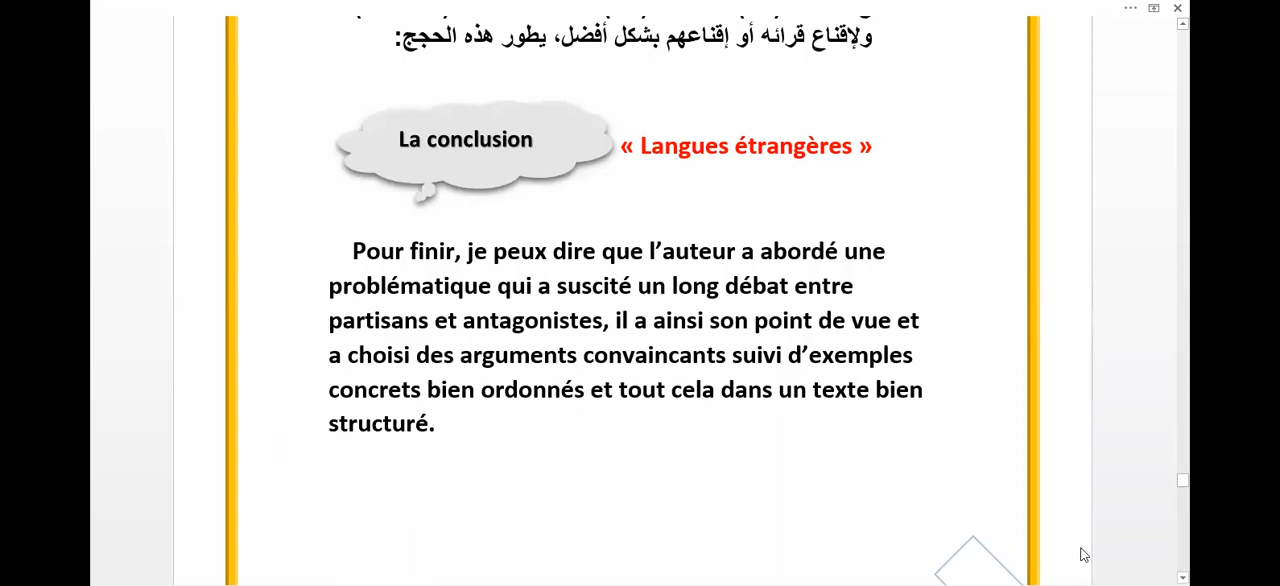 ولإقناع قرائه أو إقناعهم بشكل أفضل، يطور هذه الحجج:
La conclusion
« Langues étrangères »
Pour finir, je peux dire que l’auteur a abordé une
problématique qui a suscité un long débat entre
partisans et antagonistes, il a ainsi son point de vue et
a choisi des arguments convaincants suivi d’exemples
concrets bien ordonnés et tout cela dans un texte bien
structuré.